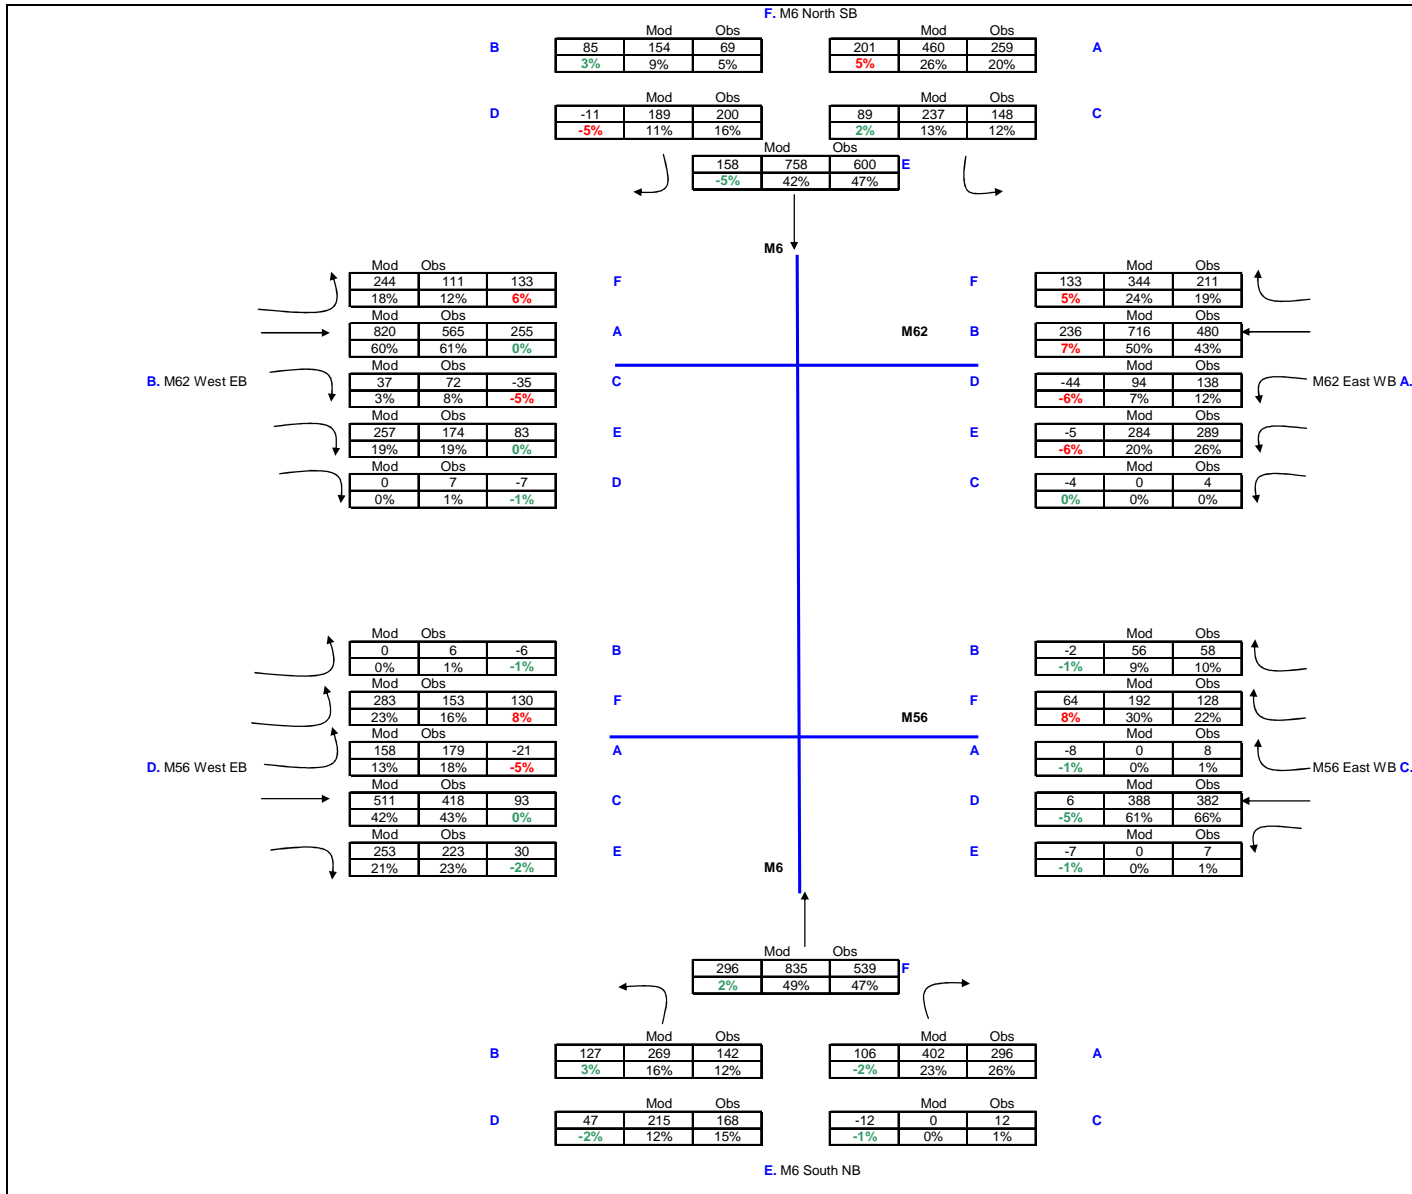 F. M6 North SB
Mod Obs Mod Obs
B 85 154 69 201 460 259 A
3% 9% 5% 5% 26% 20%
Mod Obs Mod Obs
D -11 189 200 89 237 148 C
-5% 11% 16% 2% 13% 12%
Mod Obs
158 758 600 E
-5% 42% 47%
M6
Mod Obs Mod Obs
244 111 133 F F 133 344 211
18% 12% 6% 5% 24% 19%
Mod Obs Mod Obs
820 565 255 A M62 B 236 716 480
60% 61% 0% 7% 50% 43%
Mod Obs Mod Obs
B. M62 West EB 37 72 -35 C D -44 94 138 M62 East WB A.
3% 8% -5% -6% 7% 12%
Mod Obs Mod Obs
257 174 83 E E -5 284 289
19% 19% 0% -6% 20% 26%
Mod Obs Mod Obs
0 7 -7 D C -4 0 4
0% 1% -1% 0% 0% 0%
Mod Obs Mod Obs
0 6 -6 B B -2 56 58
0% 1% -1% -1% 9% 10%
Mod Obs Mod Obs
283 153 130 F F 64 192 128
23% 16% 8% M56 8% 30% 22%
Mod Obs Mod Obs
158 179 -21 A A -8 0 8
D. M56 West EB 13% 18% -5% -1% 0% 1% M56 East WB C.
Mod Obs Mod Obs
511 418 93 C D 6 388 382
42% 43% 0% -5% 61% 66%
Mod Obs Mod Obs
253 223 30 E E -7 0 7
21% 23% -2% M6 -1% 0% 1%
Mod Obs
296 835 539 F
2% 49% 47%
Mod Obs Mod Obs
B 127 269 142 106 402 296 A
3% 16% 12% -2% 23% 26%
Mod Obs Mod Obs
D 47 215 168 -12 0 12 C
-2% 12% 15% -1% 0% 1%
E. M6 South NB